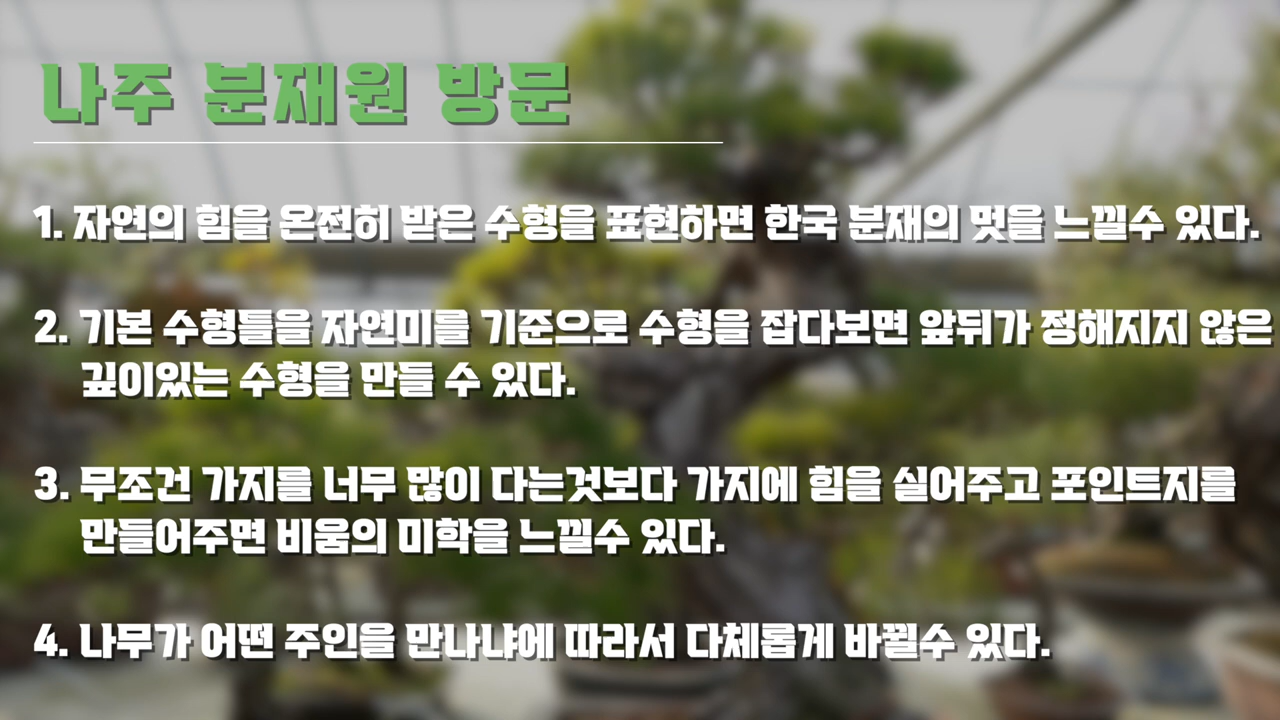 나주 분재원 방문
1. 자연의 힘을 온전히 받은 수형을 표현하면 한국 분재의 멋을 느낄수 있다.
2. 기본 수형틀을 자연미를 기준으로 수형을 잡다보면 앞뒤가 정해지지 않은
깊이있는 수형을 만들 수 있다.
3. 무조건 가지를 너무 많이 다는것보다 가지에 힘을 실어주고 포인트지를
만들어주면 비움의 미학을 느낄수 있다.
4. 나무가 어떤 주인을 만나냐에 따라서 다체롭게 바뀔수 있다.